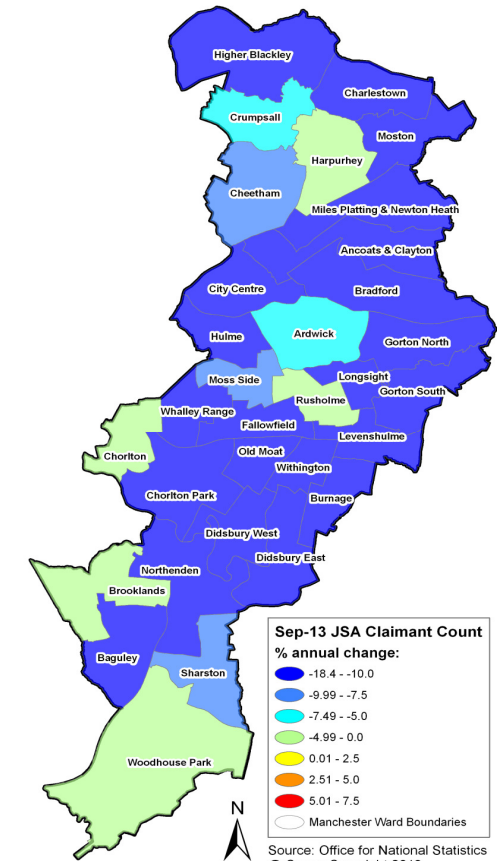 Higher Blackley
Charlestown
Crumpsall
Moston
Harpurhey
Cheetham
Miles Platting & Newton Heath
Ancoats & Clayton
City Centre
Bradford
Ardwick
Hulme
Gorton North
Longsight
Moss Side
Gorton South
Rusholme
Whalley Range
Fallowfield
Levenshulme
Old Moat
Chorlton
Withington
Chorlton Park
Burnage
Didsbury West
Didsbury East
Northenden
Brooklands
Baguley
Sharston
Woodhouse Park
N
Sep-13 JSA Claimant Count
% annual change:
-18.4 - -10.0
-9.99 - -7.5
-7.49 - -5.0
-4.99 - 0.0
0.01 - 2.5
2.51 - 5.0
5.01 - 7.5
Manchester Ward Boundaries
Source: Office for National Statistics